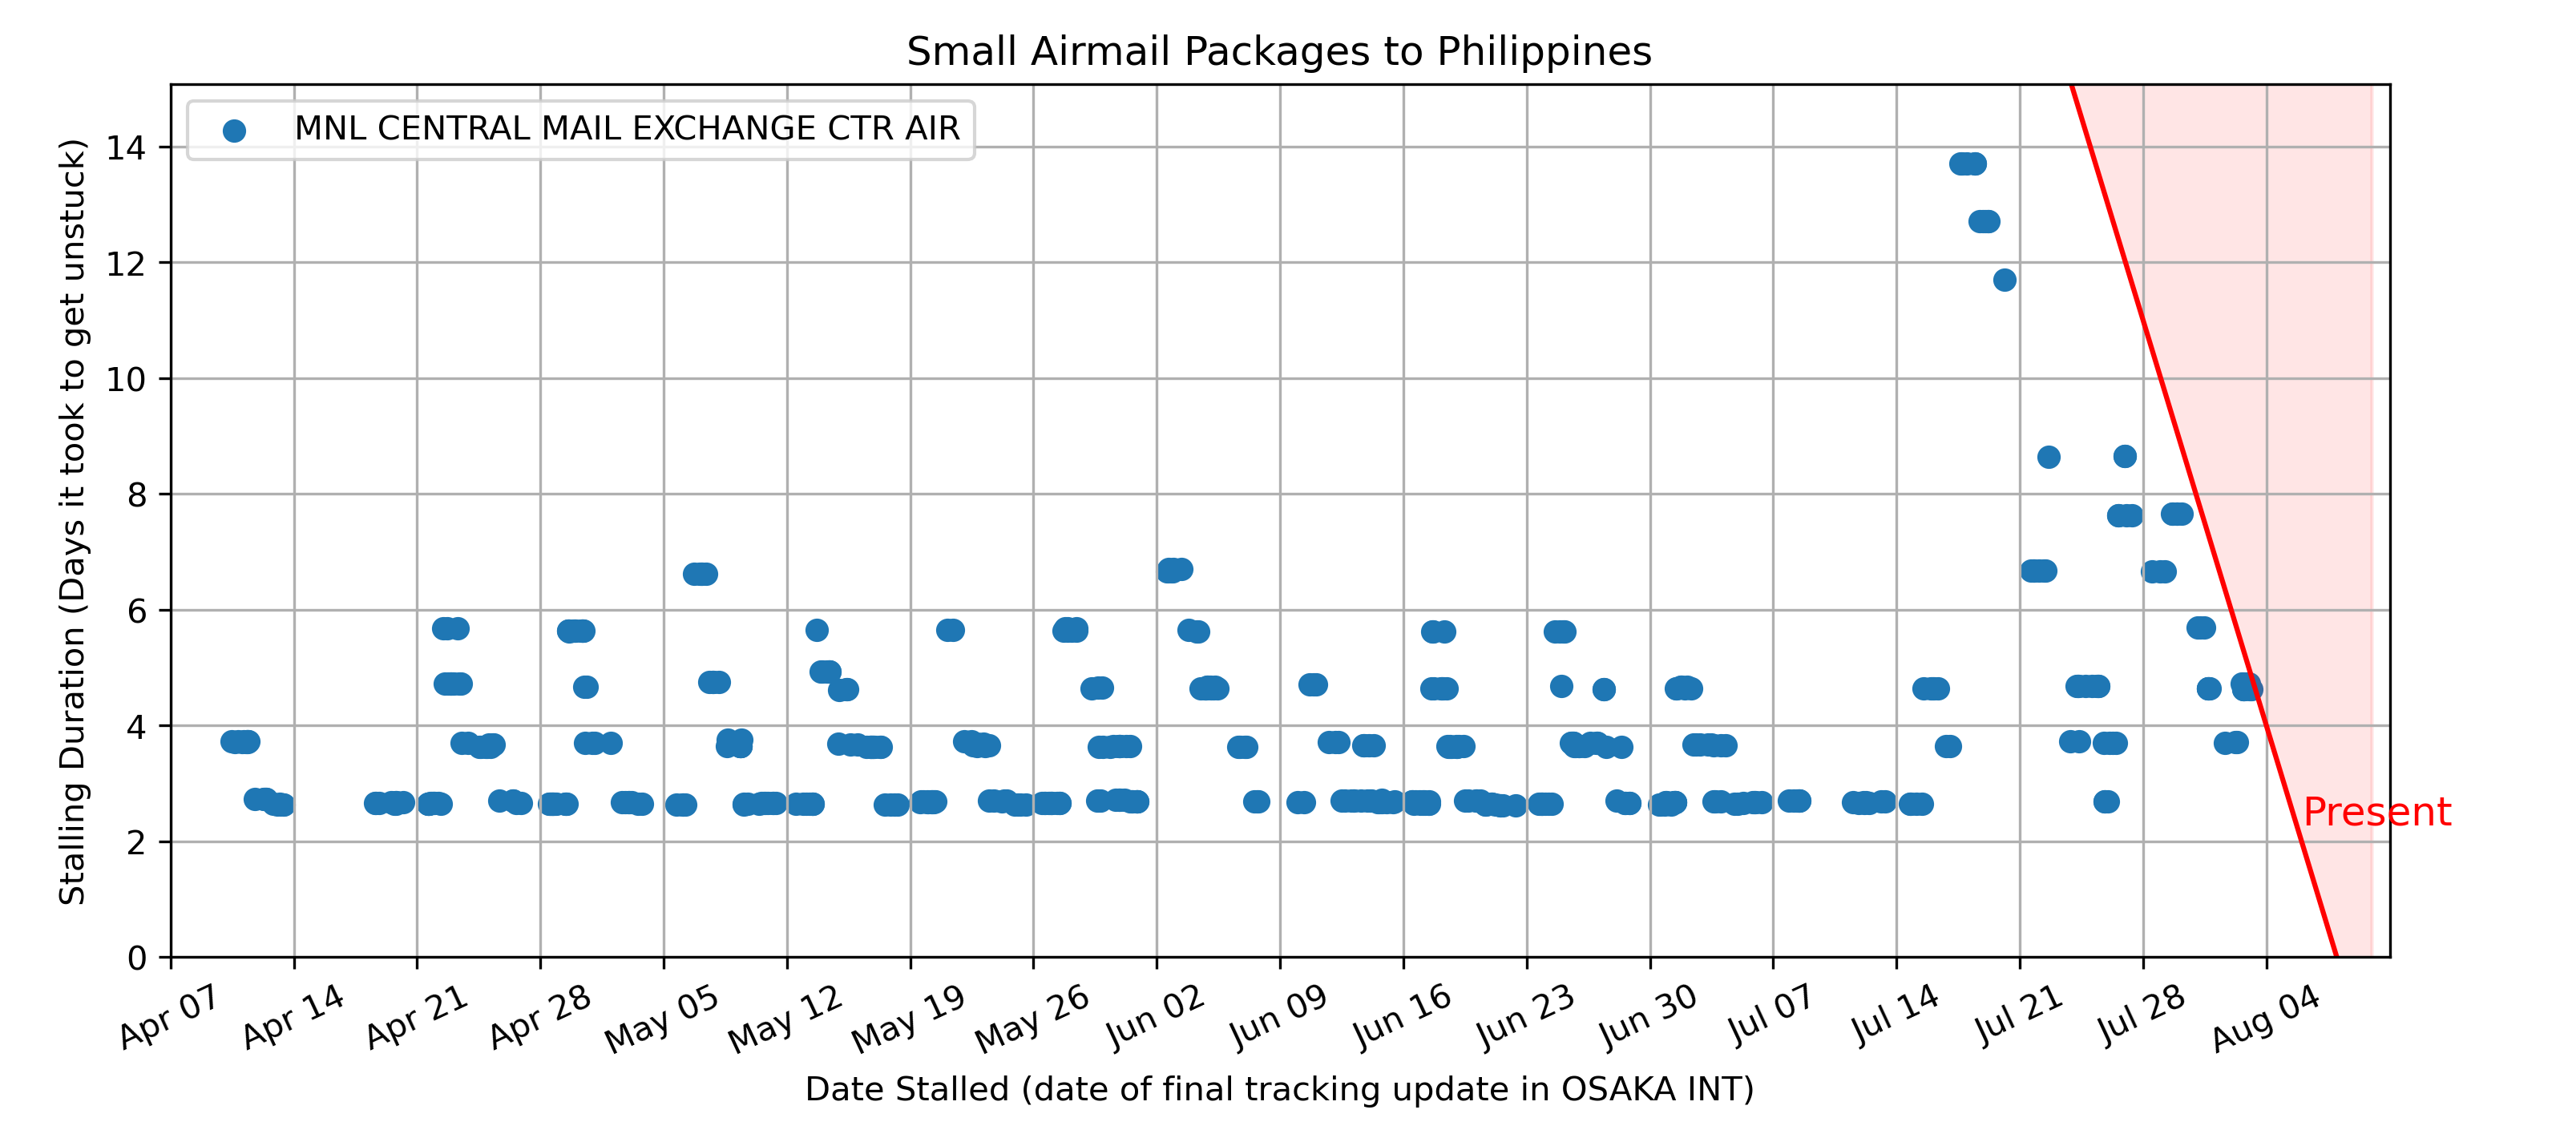 Small Airmail Packages to Philippines
MNL CENTRAL MAIL EXCHANGE CTR AIR
Stalling Duration (Days it took to get unstuck)
14
12
10
8
6
4
2
0
Present
Apr 07
Apr 14
Apr 21
Apr 28
May 05
May 12
May 19
May 26
Jun 02
Jun 09
Jun 16
Jun 23
Jun 30
Jul 07
Jul 14
Jul 21
Jul 28
Aug 04
Date Stalled (date of final tracking update in OSAKA INT)